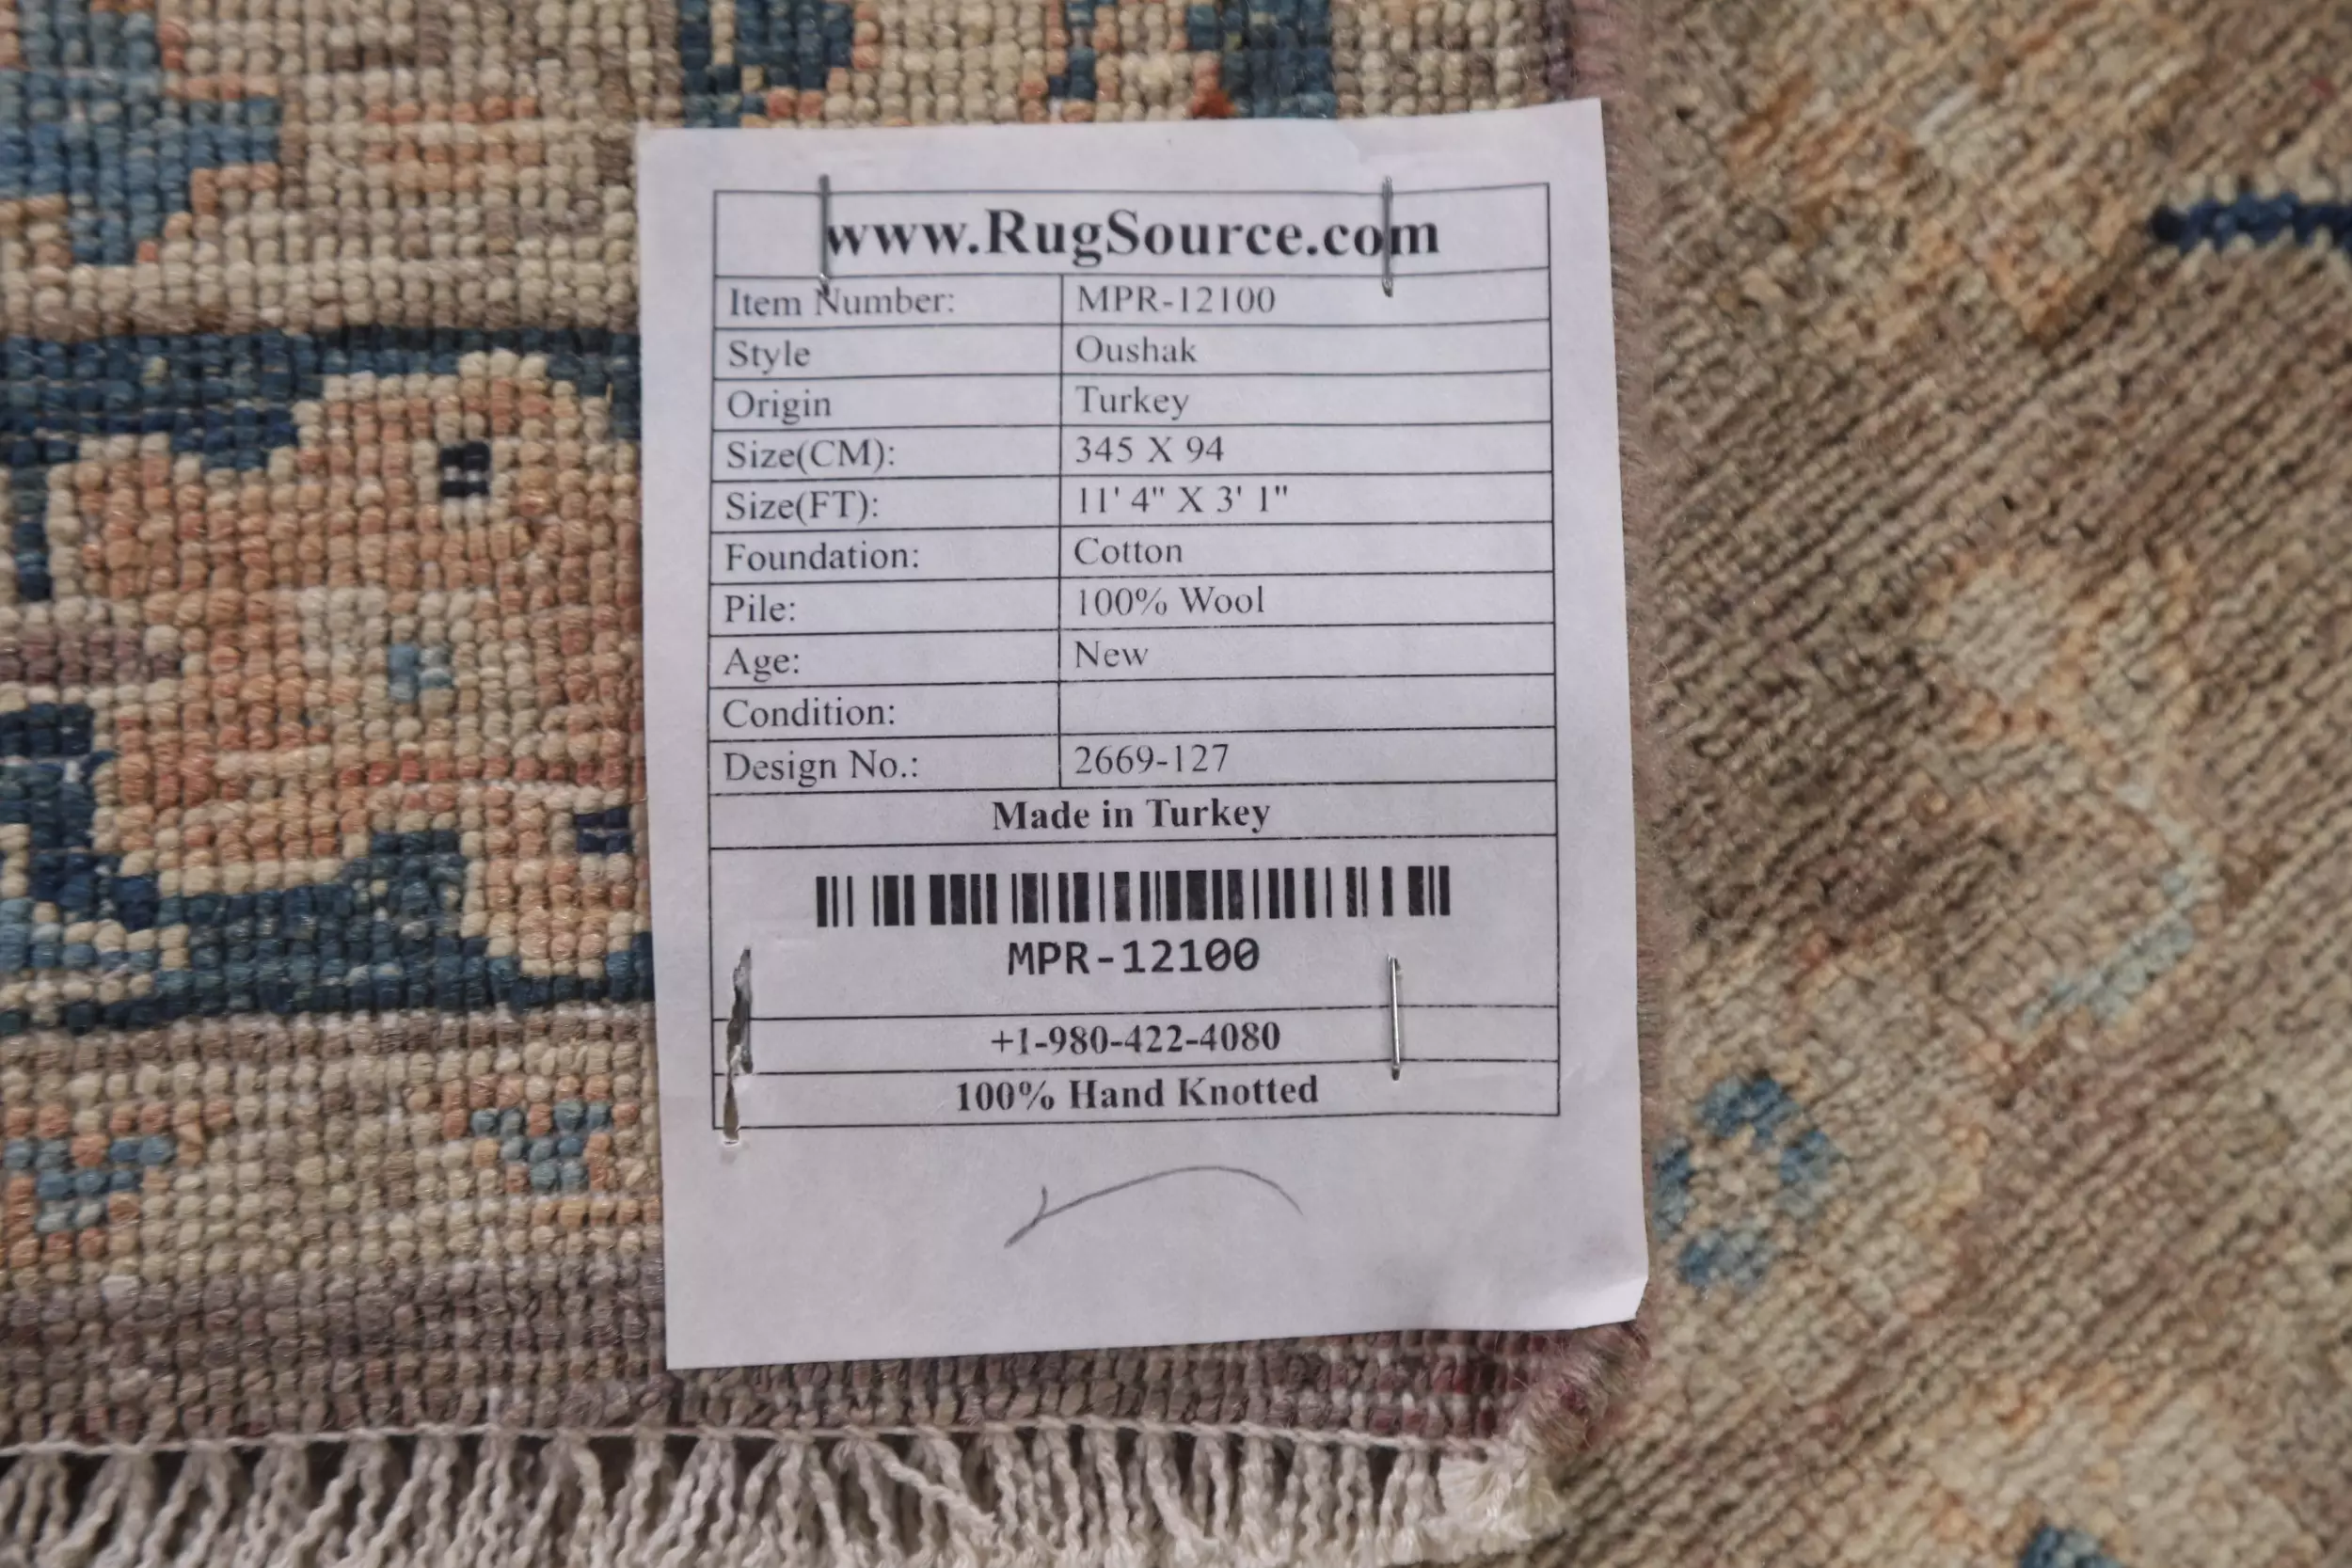 www.RugSource.com
Item Number: MPR-12100
Style Oushak
Origin Turkey
Size(CM): 345 X 94
Size(FT): 11' 4" X 3' 1"
Foundation: Cotton
Pile: 100% Wool
Age: New
Condition:
Design No.: 2669-127
Made in Turkey
MPR-12100
+1-980-422-4080
100% Hand Knotted